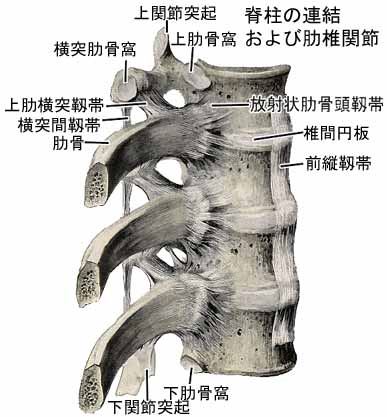 上関節突起
脊柱の連結
および肋椎関節
横突肋骨窩
上肋骨窩
上肋横突靱帯
放射状肋骨頭靱帯
横突間靱帯
肋骨
椎間円板
前縦靱帯
下関節突起
下肋骨窩